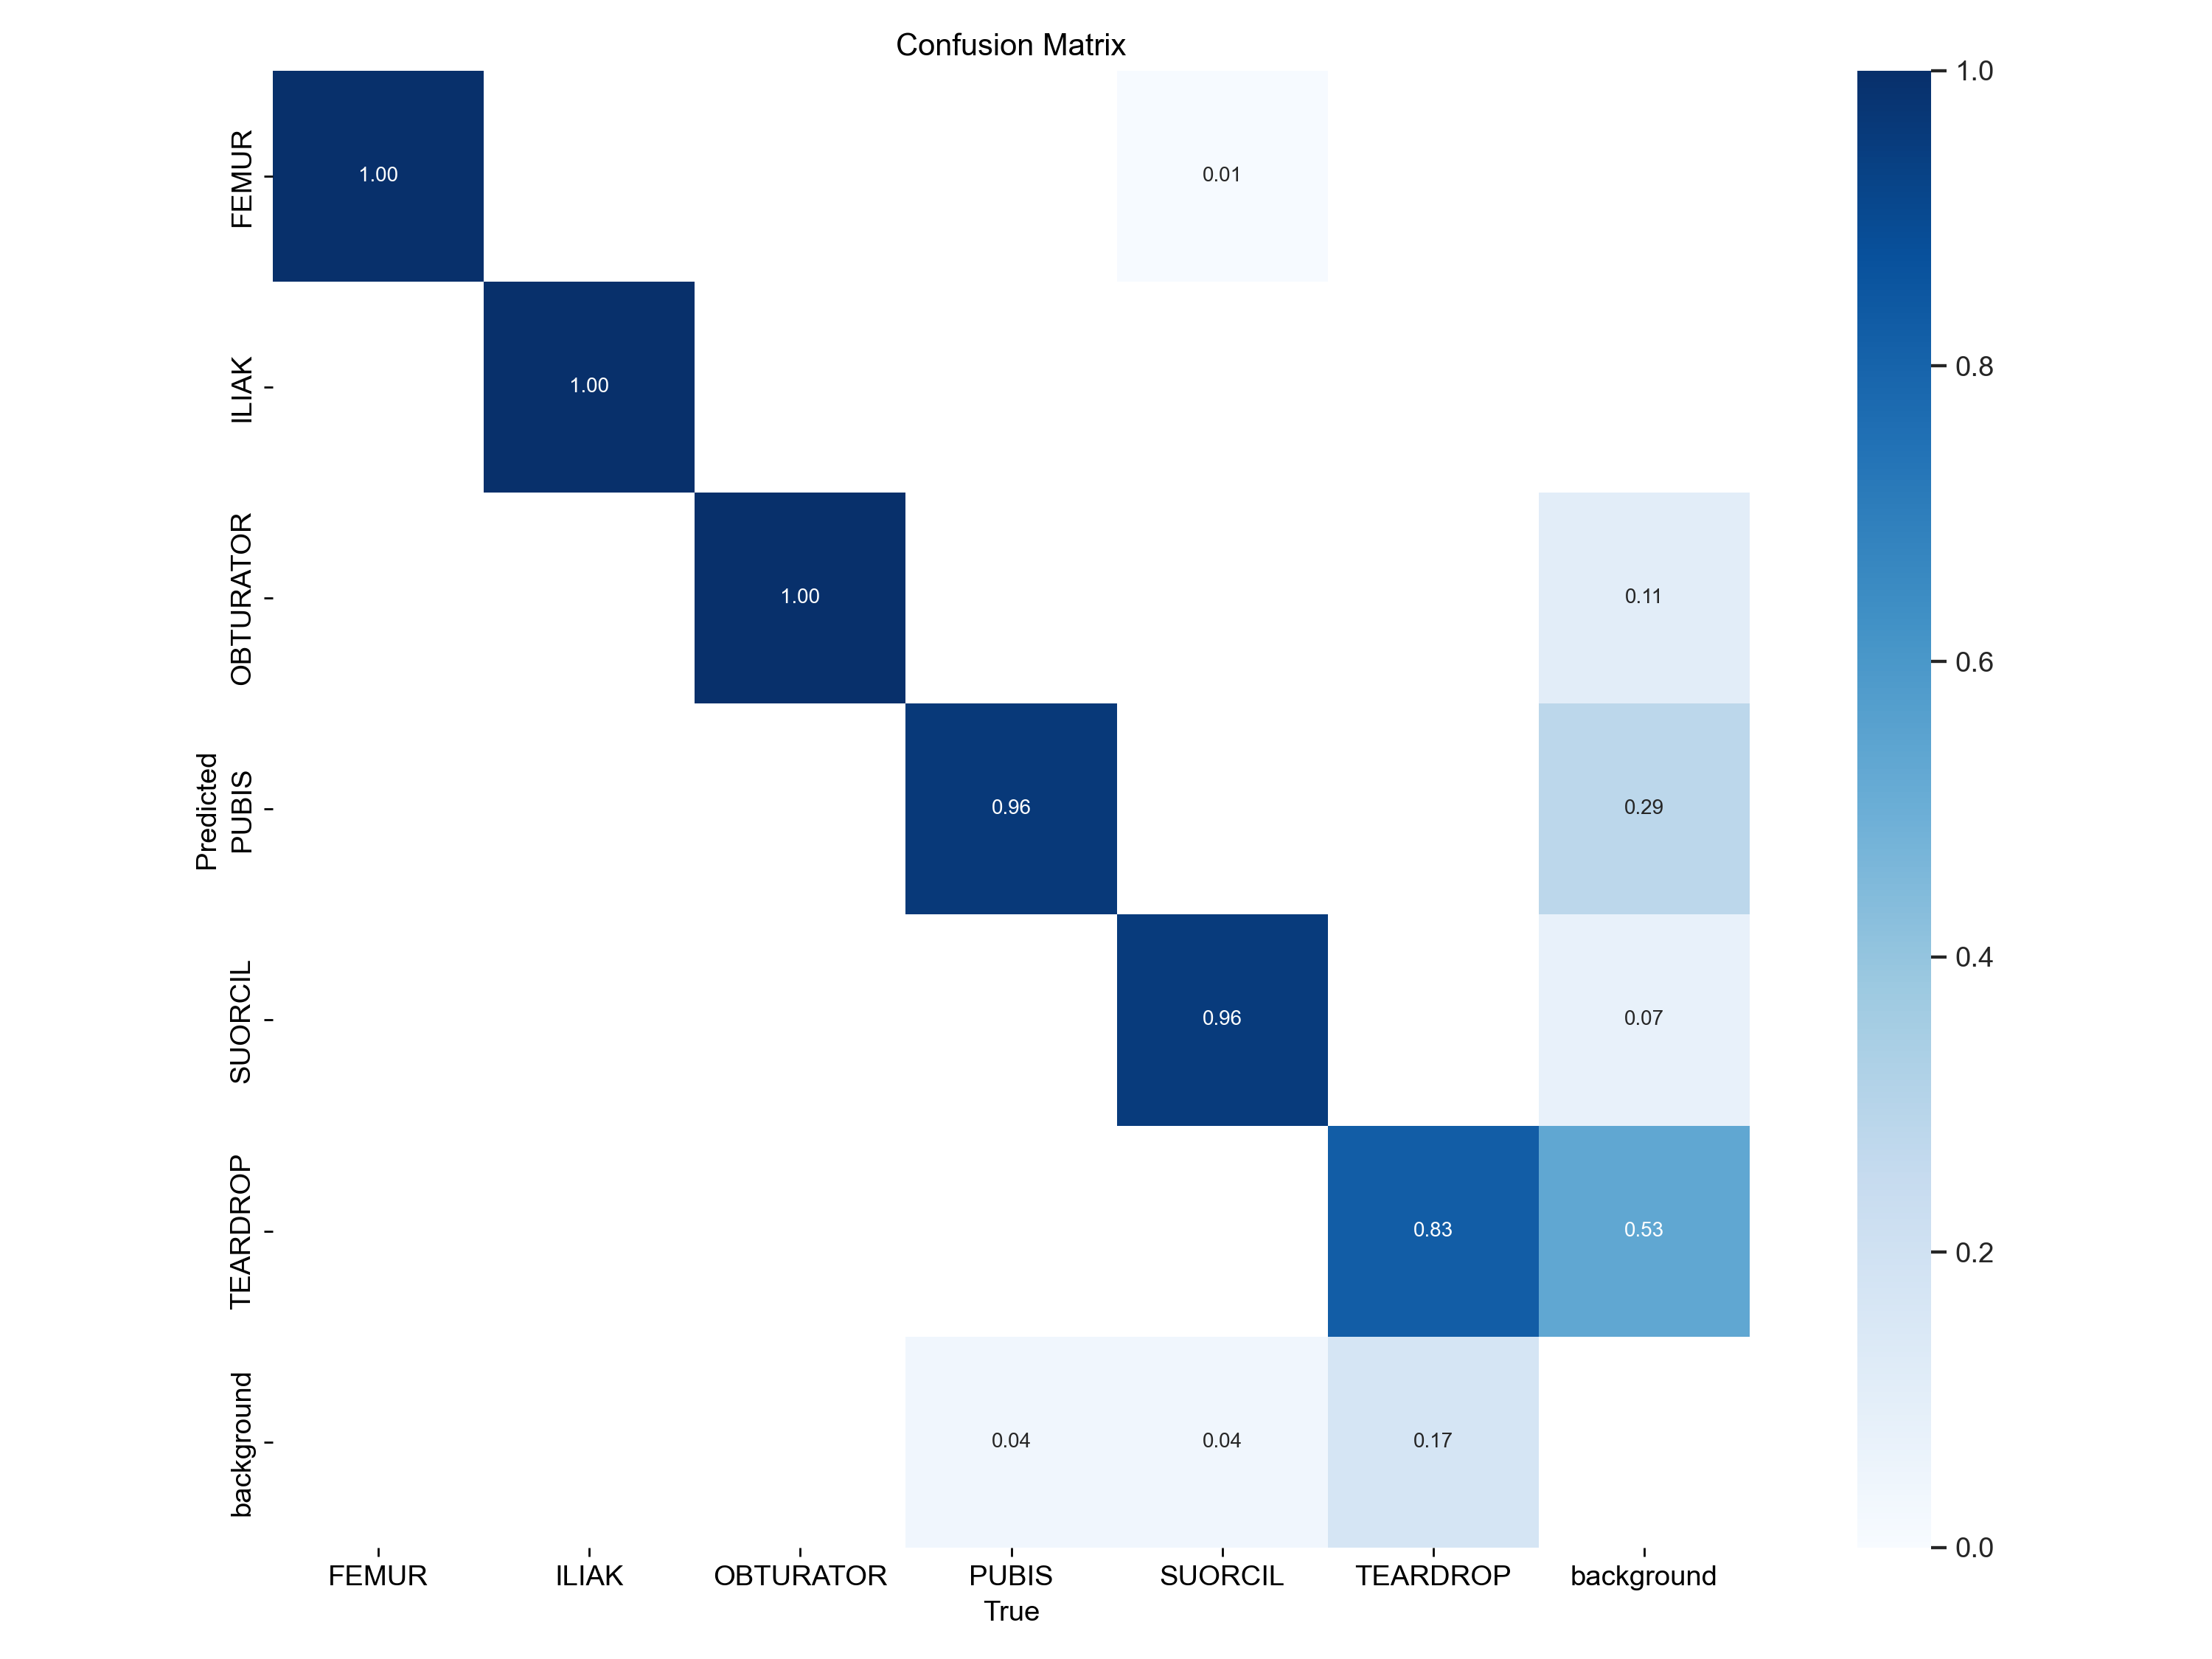 Confusion Matrix
1.0
FEMUR
1.00
0.01
ILIAK
1.00
0.8
OBTURATOR
1.00
0.11
0.6
Predicted
PUBIS
0.96
0.29
0.4
SUORCIL
0.96
0.07
TEARDROP
0.83
0.53
0.2
background
0.04
0.04
0.17
0.0
FEMUR ILIAK OBTURATOR PUBIS SUORCIL TEARDROP background
True